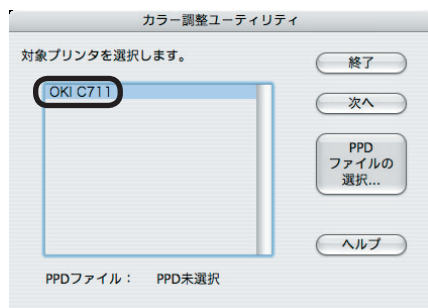 カラー調整ユーティリティ
対象プリンタを選択します。
OKI C711
終了
次へ
PPD
ファイルの
選択...
ヘルプ
PPDファイル： PPD未選択